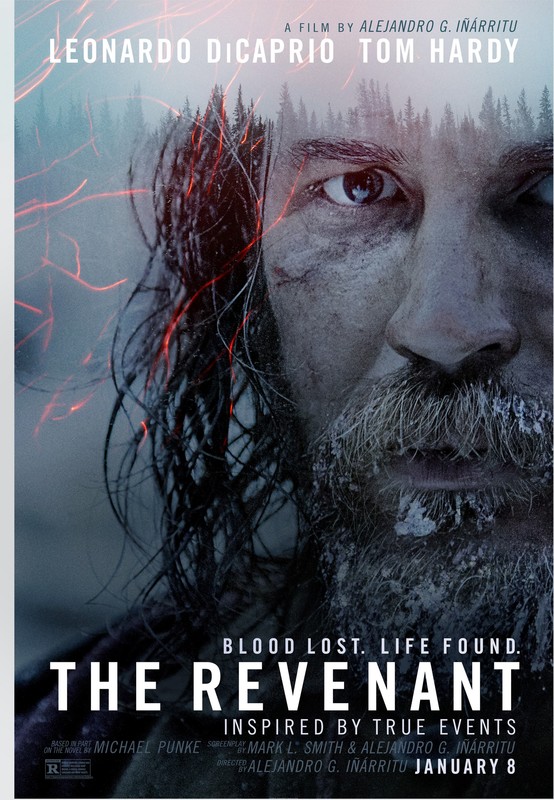 A FILM BY ALEJANDRO G. IÑÁRRITU
LEONARDO DiCAPRIO TOM HARDY
BLOOD LOST. LIFE FOUND.
THE REVENANT
INSPIRED BY TRUE EVENTS
BASED IN PART ON THE NOVEL BY MICHAEL PUNKE SCREENPLAY BY MARK L. SMITH & ALEJANDRO G. IÑÁRRITU
R DIRECTED BY ALEJANDRO G. IÑÁRRITU JANUARY 8